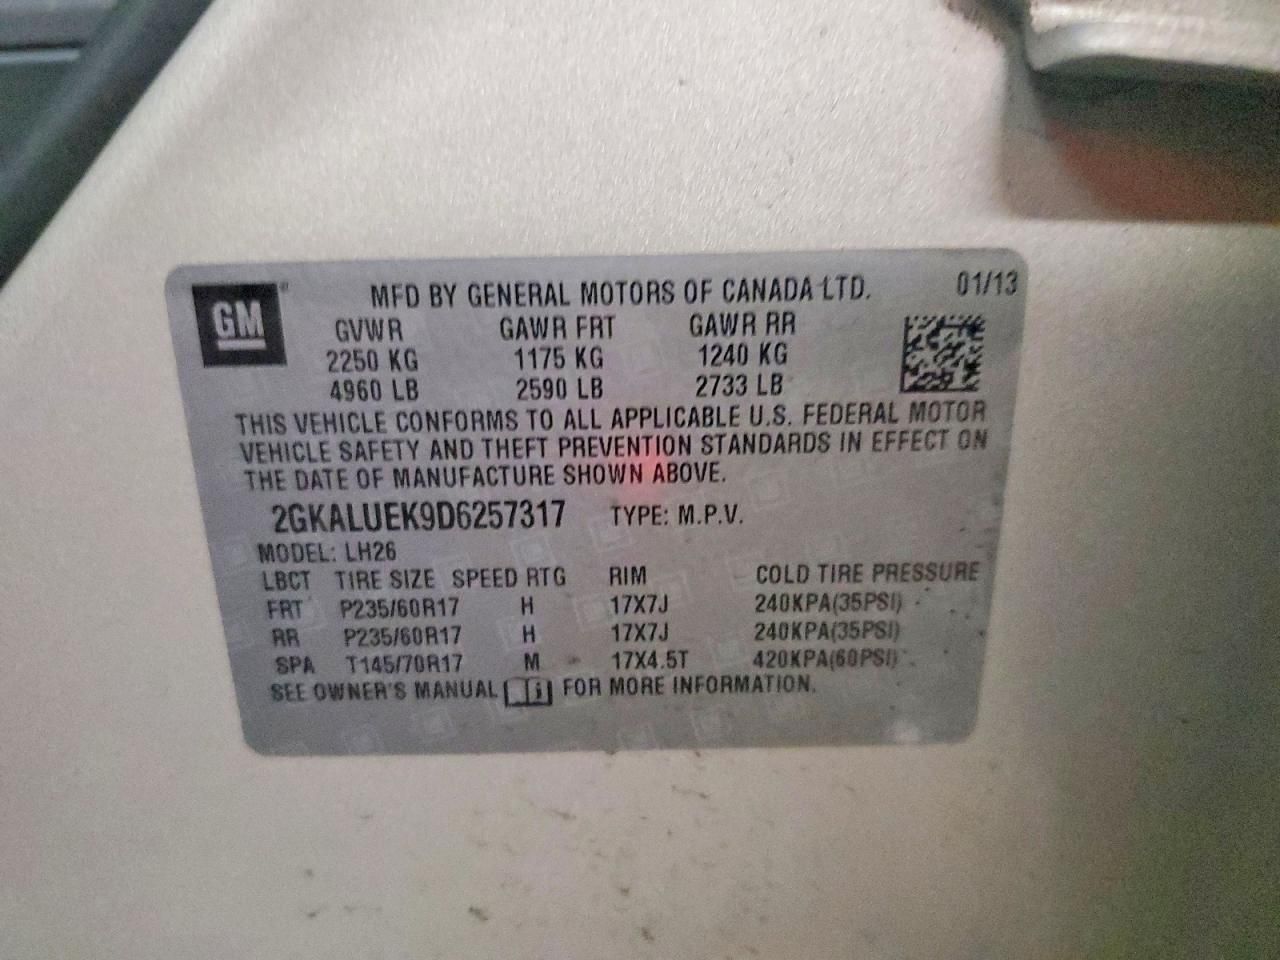 GM
MFD BY GENERAL MOTORS OF CANADA LTD. 01/13
GVWR GAWR FRT GAWR RR
2250 KG 1175 KG 1240 KG
4960 LB 2590 LB 2733 LB
THIS VEHICLE CONFORMS TO ALL APPLICABLE U.S. FEDERAL MOTOR
VEHICLE SAFETY AND THEFT PREVENTION STANDARDS IN EFFECT ON
THE DATE OF MANUFACTURE SHOWN ABOVE.
2GKALUEK9D6257317 TYPE: M.P.V.
MODEL: LH26
LBCT TIRE SIZE SPEED RTG RIM COLD TIRE PRESSURE
FRT P235/60R17 H 17X7J 240KPA(35PSI)
RR P235/60R17 H 17X7J 240KPA(35PSI)
SPA T145/70R17 M 17X4.5T 420KPA(60PSI)
SEE OWNER'S MANUAL FOR MORE INFORMATION.